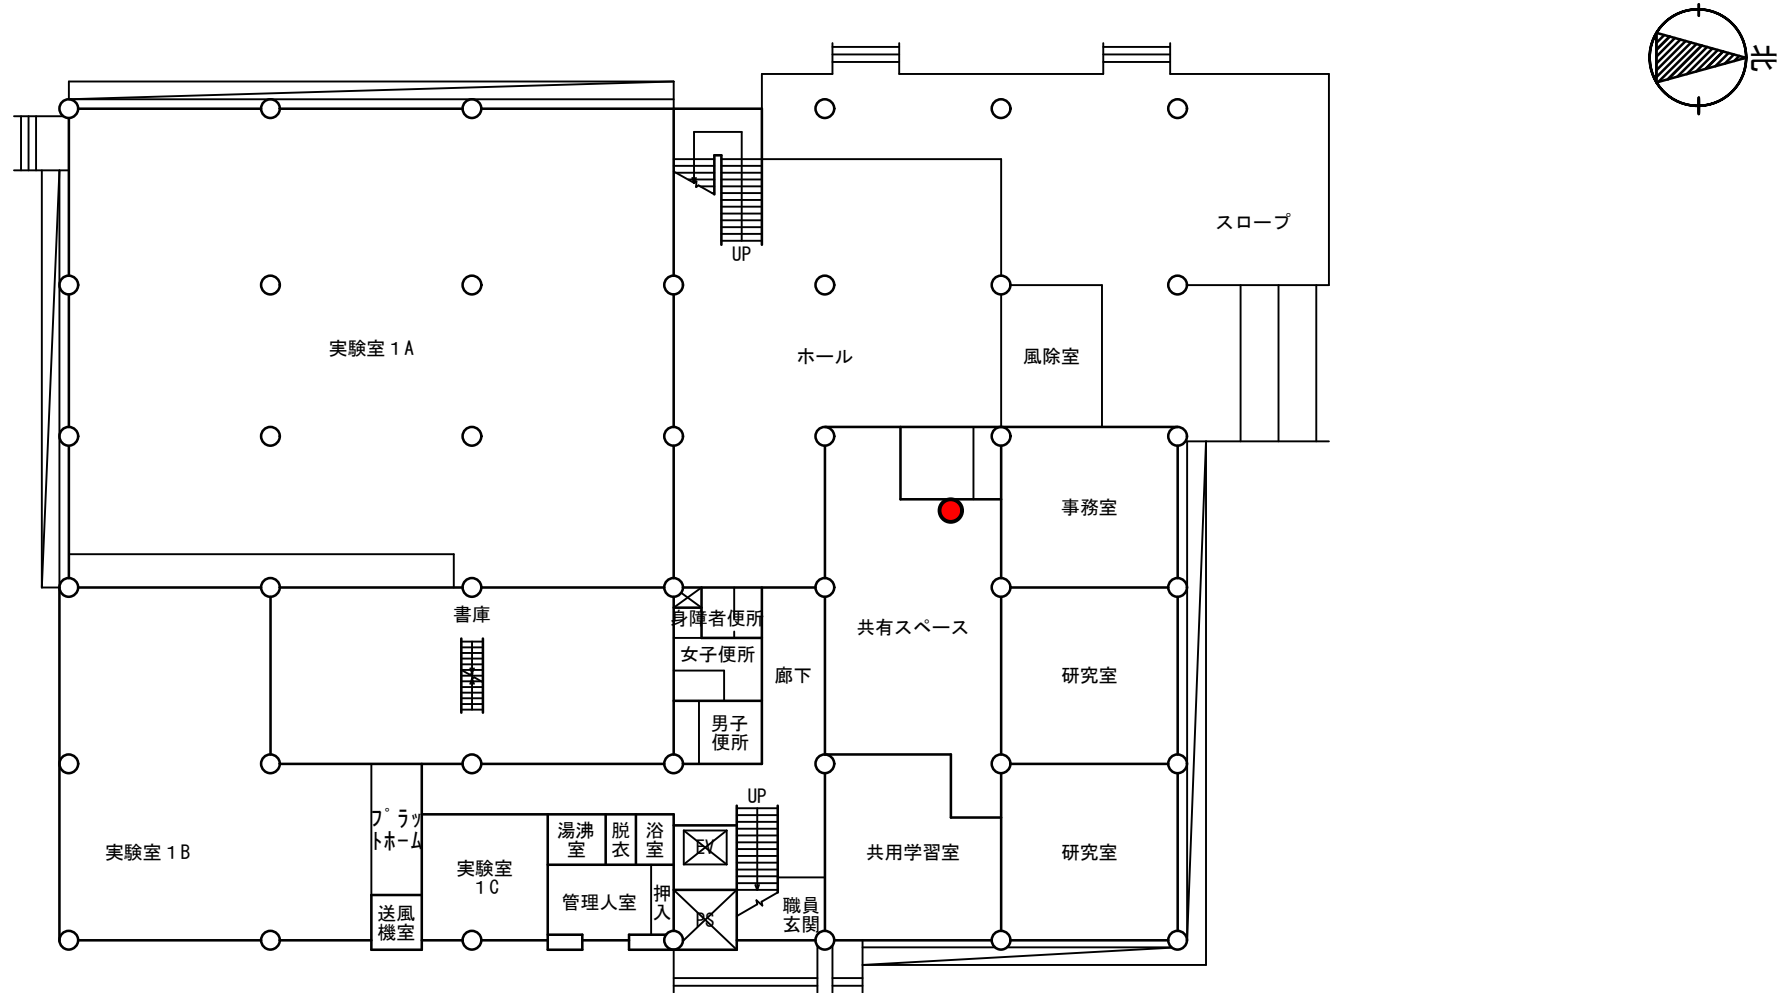 北
UP
スロープ
実験室１A
ホール
風除室
事務室
書庫
身障者便所
共有スペース
女子便所
廊下
研究室
男子
便所
UP
プラッ
トホーム
湯沸
室
脱
衣
浴
室
EV
実験室１B
共用学習室
研究室
実験室
１C
管理人室
押
入
PS
職員
玄関
送風
機室